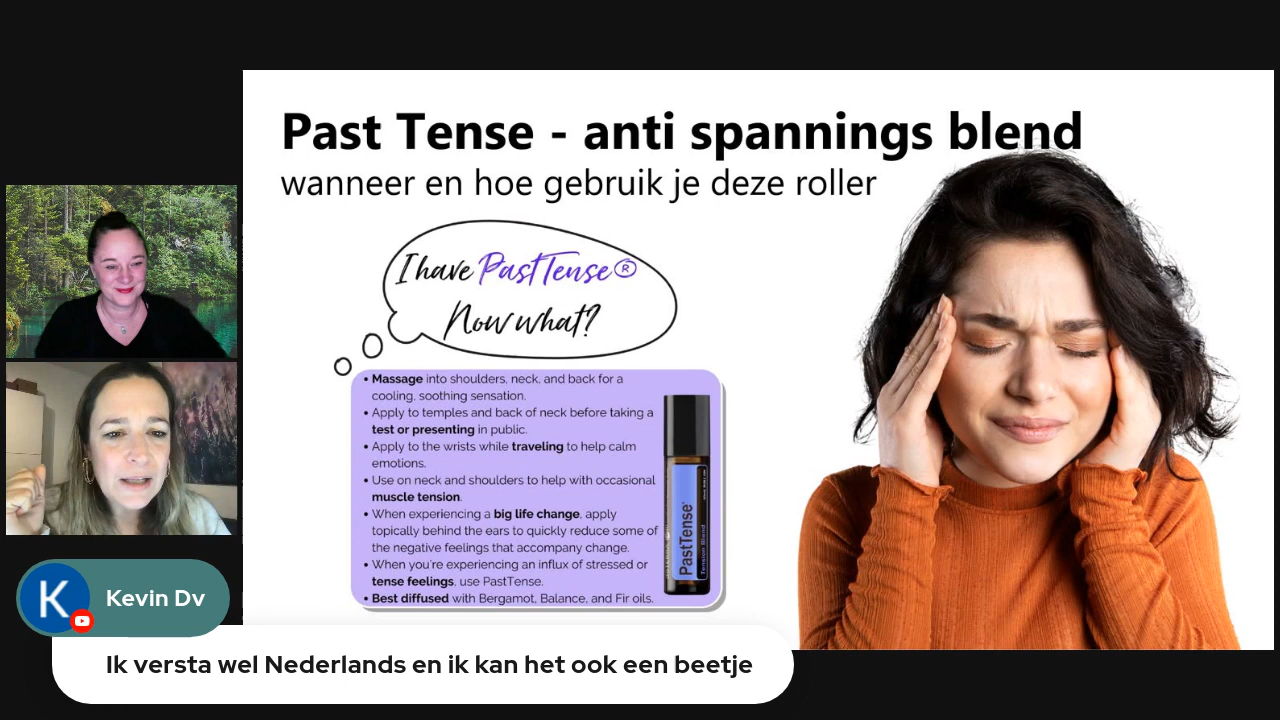 Past Tense - anti spannings blend
wanneer en hoe gebruik je deze roller
I have PastTense®
Now what?
• Massage into shoulders, neck, and back for a
cooling, soothing sensation.
• Apply to temples and back of neck before taking a
test or presenting in public.
• Apply to the wrists while traveling to help calm
emotions.
• Use on neck and shoulders to help with occasional
muscle tension.
• When experiencing a big life change, apply
topically behind the ears to quickly reduce some of
the negative feelings that accompany change.
• When you're experiencing an influx of stressed or
tense feelings, use PastTense.
• Best diffused with Bergamot, Balance, and Fir oils.
PastTense®
Tension Blend
K
Kevin Dv
Ik versta wel Nederlands en ik kan het ook een beetje